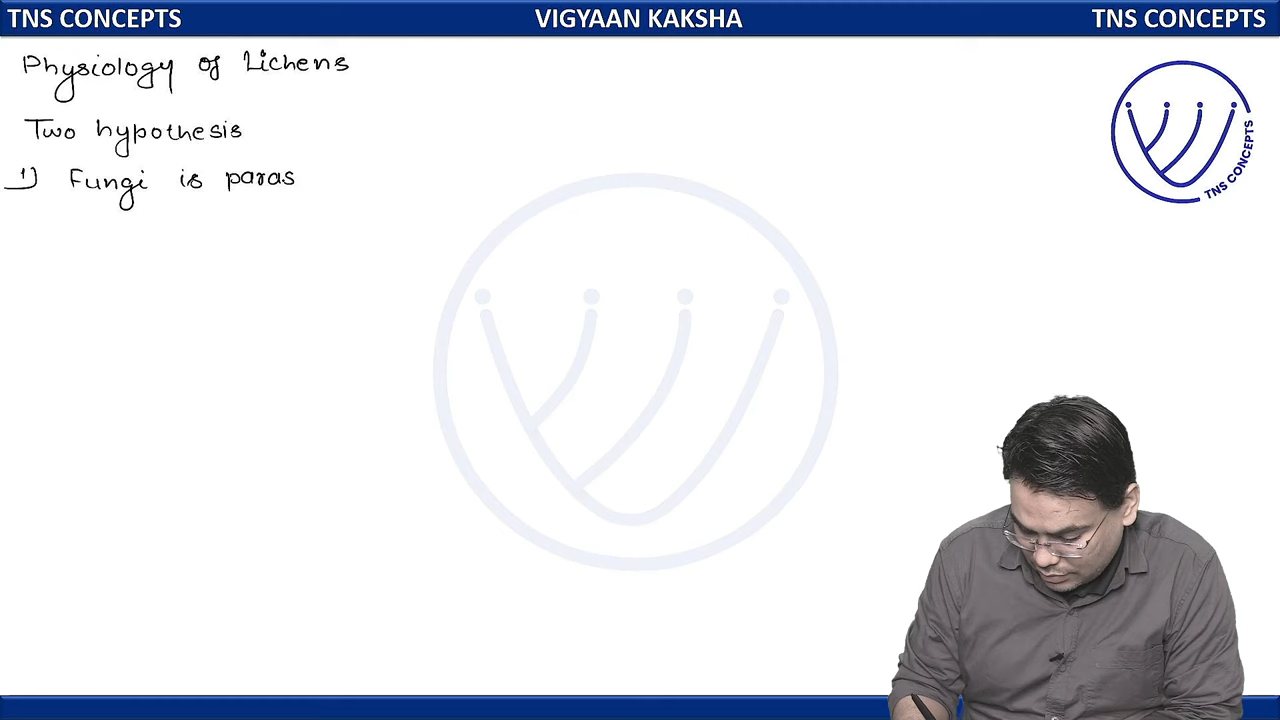 TNS CONCEPTS VIGYAAN KAKSHA TNS CONCEPTS
Physiology of Lichens
Two hypothesis
1) Fungi is paras
TNS CONCEPTS